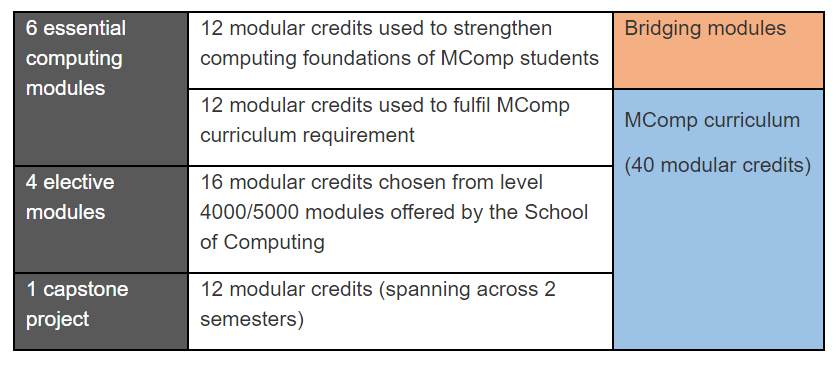 6 essential
computing
modules
12 modular credits used to strengthen
computing foundations of MComp students
Bridging modules
12 modular credits used to fulfil MComp
curriculum requirement
MComp curriculum
(40 modular credits)
4 elective
modules
16 modular credits chosen from level
4000/5000 modules offered by the School
of Computing
1 capstone
project
12 modular credits (spanning across 2
semesters)